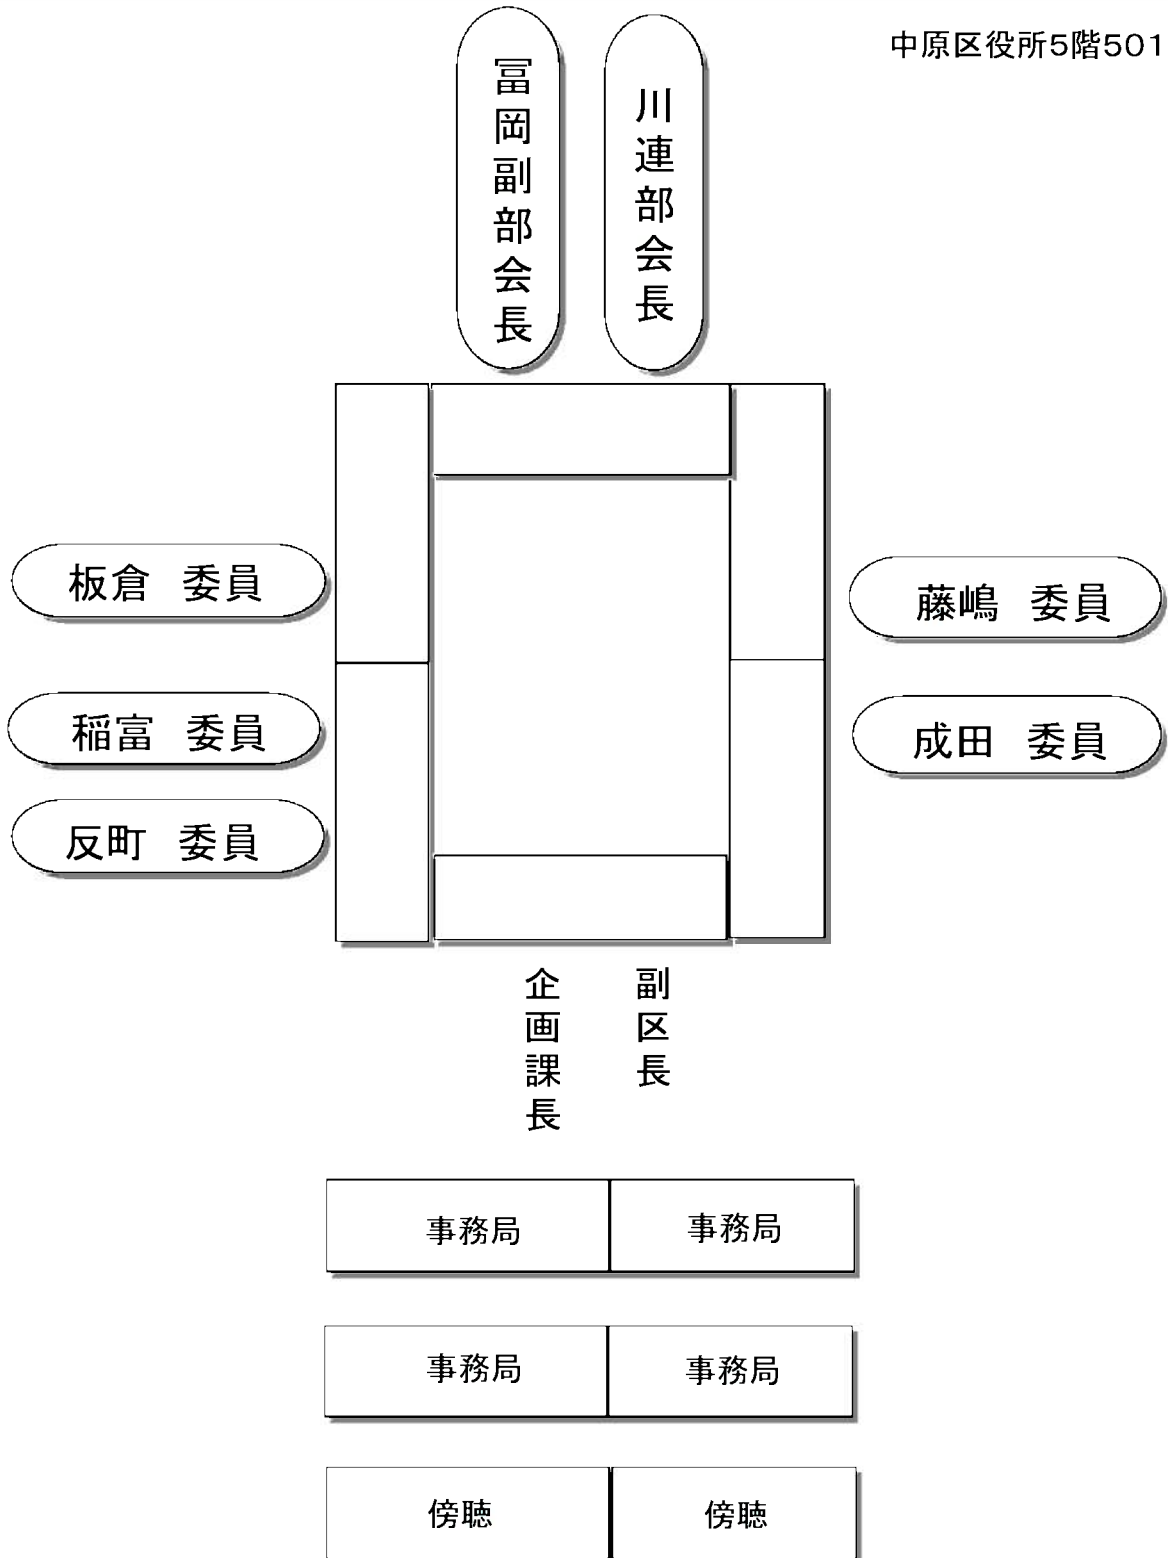 中原区役所5階501
冨岡副部会長
川連部会長
板倉　委員
藤嶋　委員
稲富　委員
成田　委員
反町　委員
企画課長
副区長
事務局
事務局
事務局
事務局
傍聴
傍聴